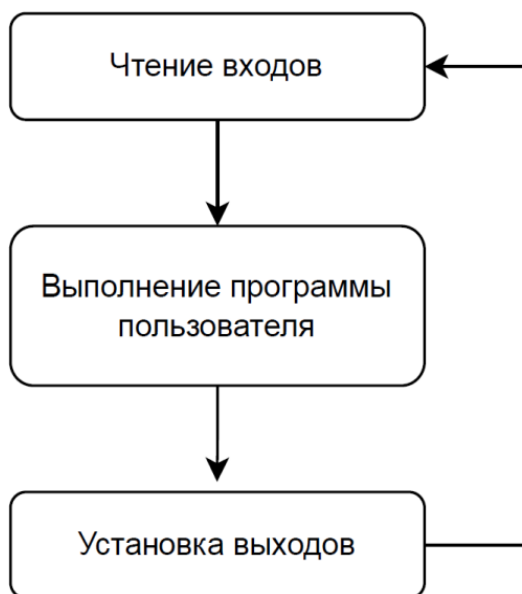 Чтение входов
Выполнение программы
пользователя
Установка выходов